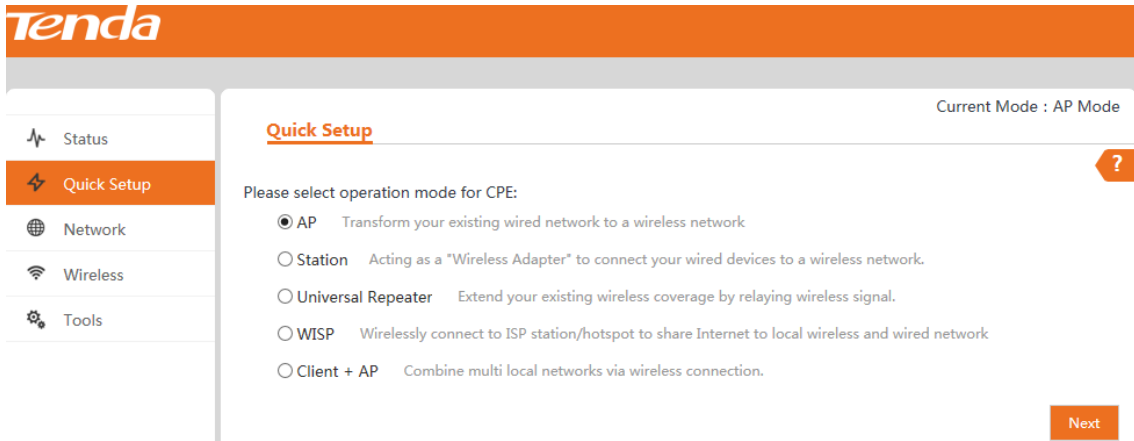 Tenda
Current Mode : AP Mode
Quick Setup
?
Status
Quick Setup
Network
Wireless
Tools
Please select operation mode for CPE:
AP Transform your existing wired network to a wireless network
Station Acting as a "Wireless Adapter" to connect your wired devices to a wireless network.
Universal Repeater Extend your existing wireless coverage by relaying wireless signal.
WISP Wirelessly connect to ISP station/hotspot to share Internet to local wireless and wired network
Client + AP Combine multi local networks via wireless connection.
Next